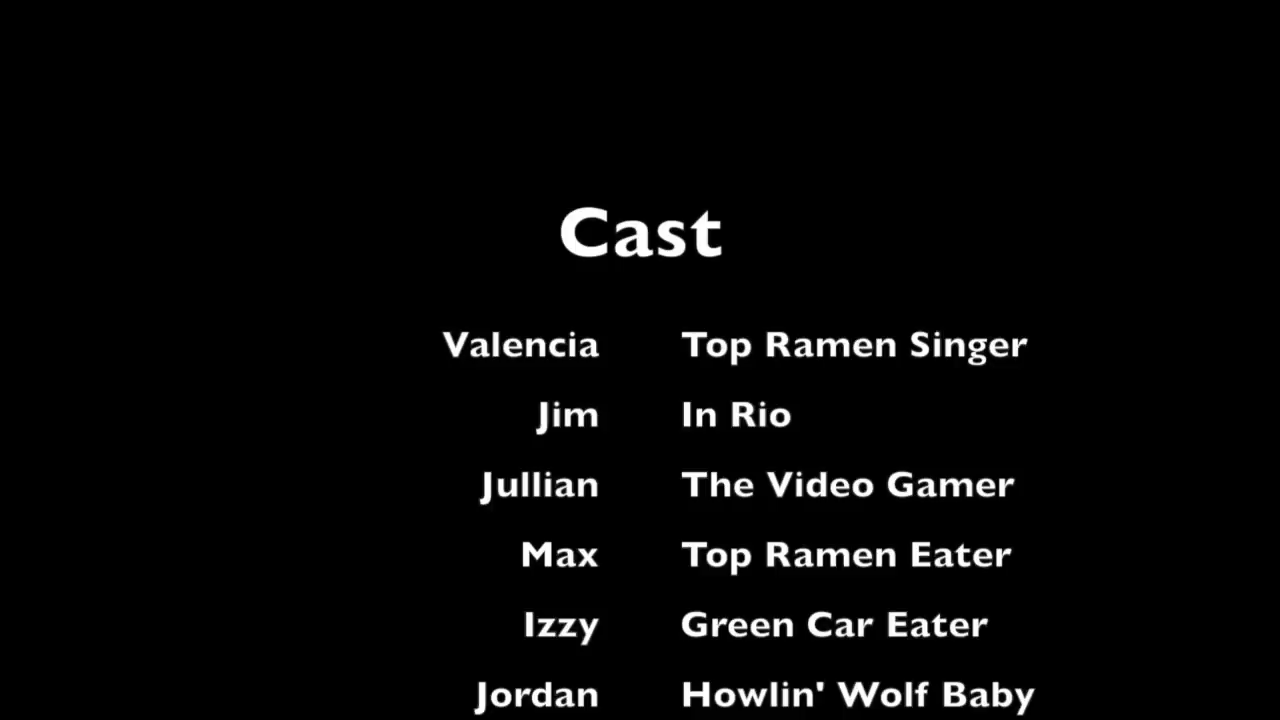 Cast
Valencia Top Ramen Singer
Jim In Rio
Jullian The Video Gamer
Max Top Ramen Eater
Izzy Green Car Eater
Jordan Howlin' Wolf Baby